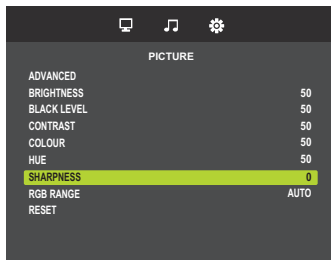 PICTURE
ADVANCED
BRIGHTNESS 50
BLACK LEVEL 50
CONTRAST 50
COLOUR 50
HUE 50
SHARPNESS 0
RGB RANGE AUTO
RESET